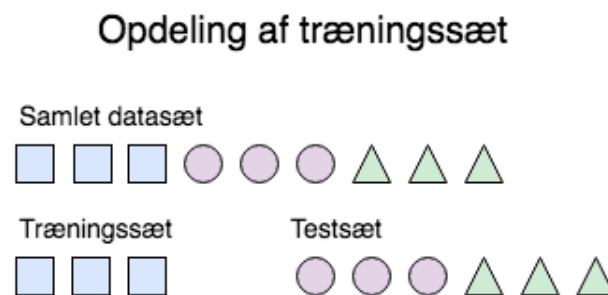 Opdeling af træningssæt
Samlet datasæt
Træningssæt
Testsæt